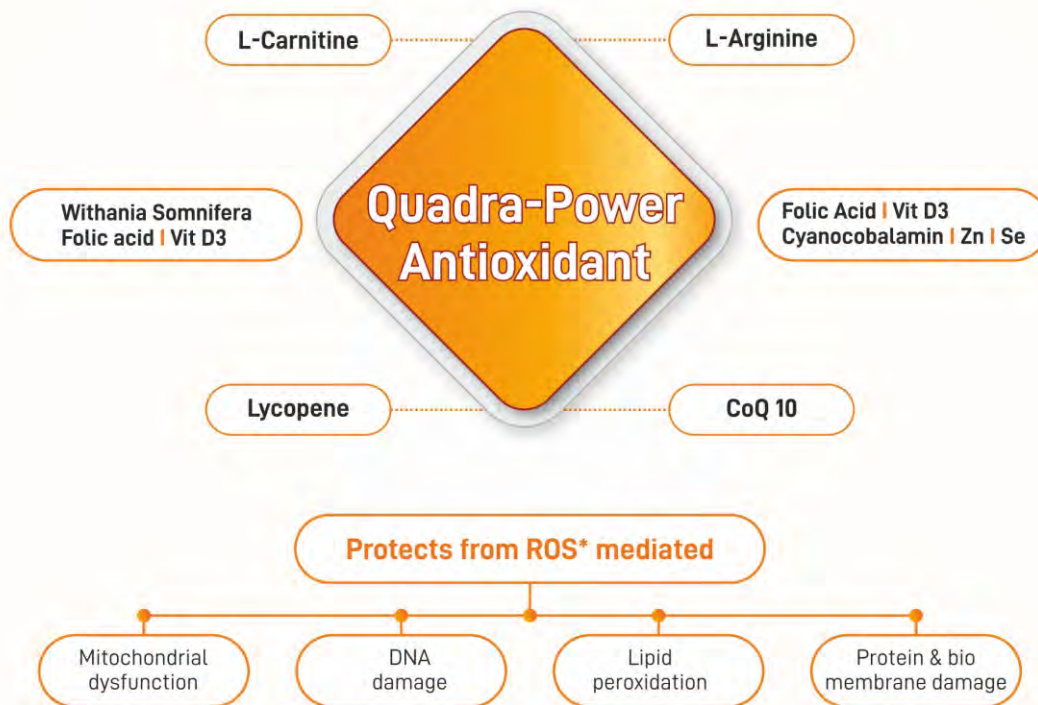 L-Carnitine
L-Arginine
Quadra-Power
Antioxidant
Withania Somnifera
Folic acid | Vit D3
Folic Acid | Vit D3
Cyanocobalamin | Zn | Se
Lycopene
CoQ 10
Protects from ROS* mediated
Mitochondrial
dysfunction
DNA
damage
Lipid
peroxidation
Protein & bio
membrane damage